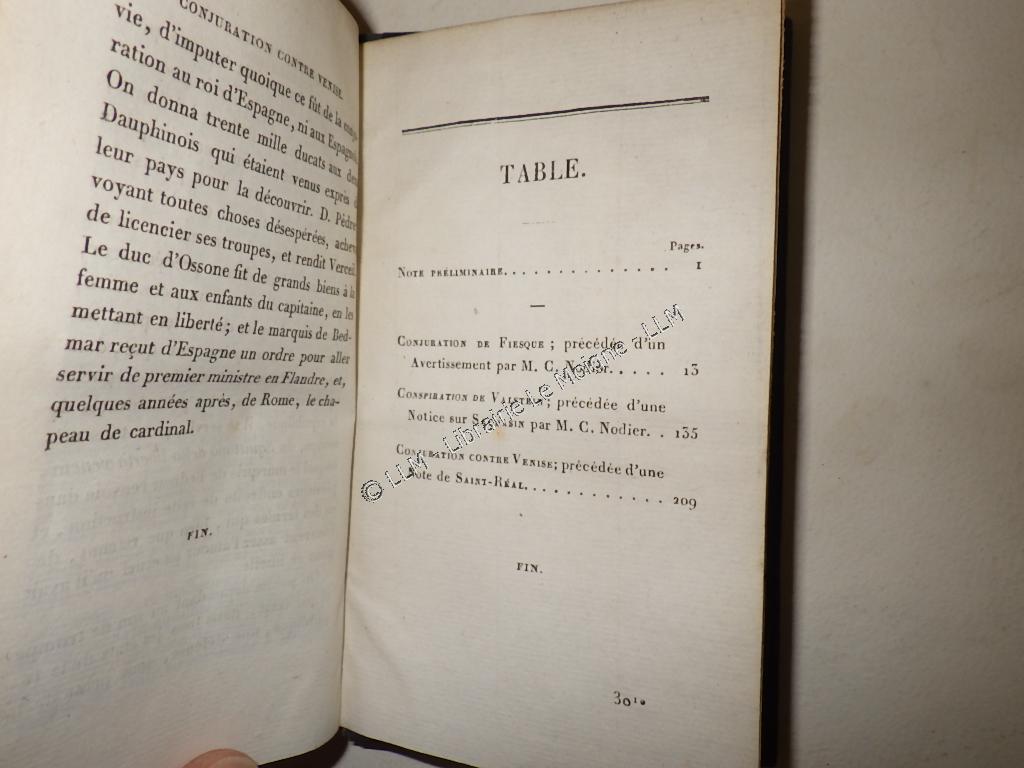 CONJURATION CONTRE VENISE.
vie, d'imputer quoique ce fût de la
ration au roi d'Espagne, ni aux
On donna trente mille ducats aux
Dauphinois qui étaient venus exprès
leur pays pour la découvrir. D. Pèdre
voyant toutes choses désespérées,
de licencier ses troupes, et rendit Verceil.
Le duc d'Ossone fit de grands biens à la
femme et aux enfants du capitaine, en les
mettant en liberté; et le marquis de Bed-
mar reçut d'Espagne un ordre pour aller
servir de premier ministre en Flandre, et,
quelques années après, de Rome, le cha-
peau de cardinal.
FIN.
TABLE.
Pages.
NOTE PRÉLIMINAIRE. . . . . . . . . . . . . . 1
CONJURATION DE FIESQUE ; précédée d'un
Avertissement par M. C. Nodier. . . . . . 13
CONSPIRATION DE VALSTEIN ; précédée d'une
Notice sur SARRASIN par M. C. Nodier. . 135
CONJURATION CONTRE VENISE; précédée d'une
Note de SAINT-RÉAL. . . . . . . . . . . . 209
FIN.
© LLM - Librairie Le Moigne - LLM